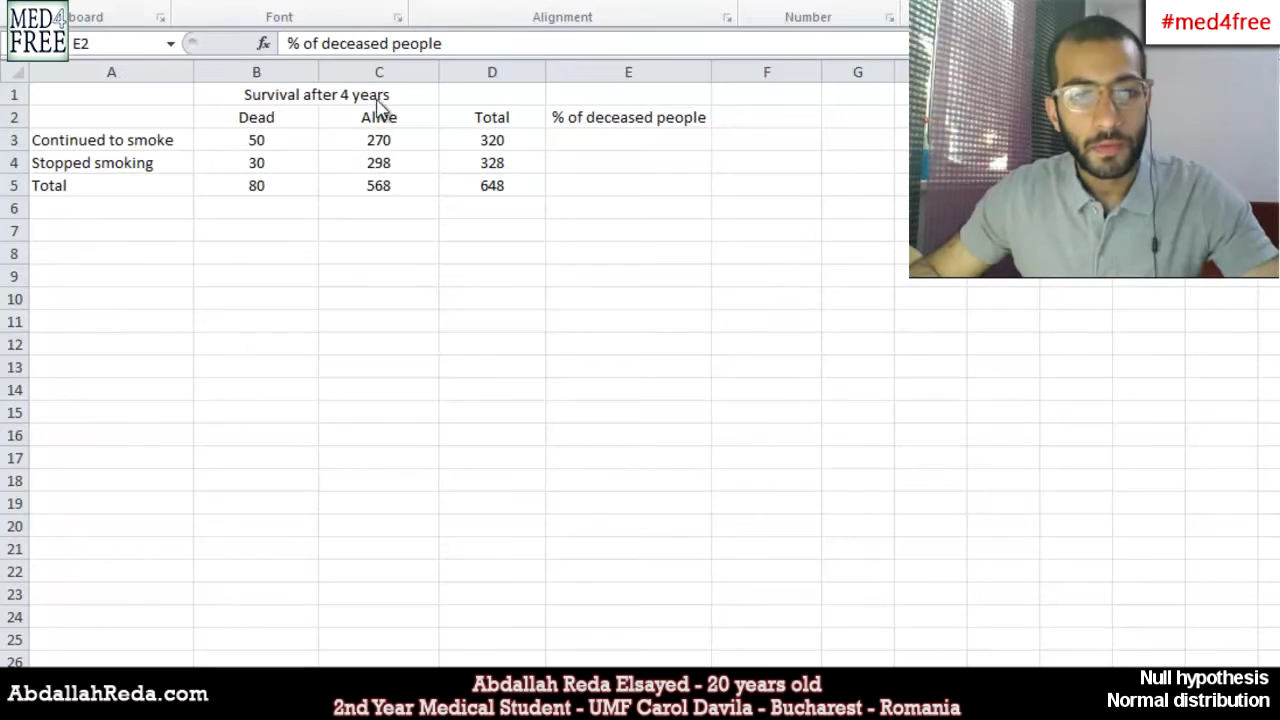 MED4
FREE
board
Font
Alignment
Number
#med4free
E2
fx
% of deceased people
A B C D E F G
1 Survival after 4 years
2 Dead Alive Total % of deceased people
3 Continued to smoke 50 270 320
4 Stopped smoking 30 298 328
5 Total 80 568 648
6
7
8
9
10
11
12
13
14
15
16
17
18
19
20
21
22
23
24
25
26
AbdallahReda.com
Abdallah Reda Elsayed - 20 years old
2nd Year Medical Student - UMF Carol Davila - Bucharest - Romania
Null hypothesis
Normal distribution